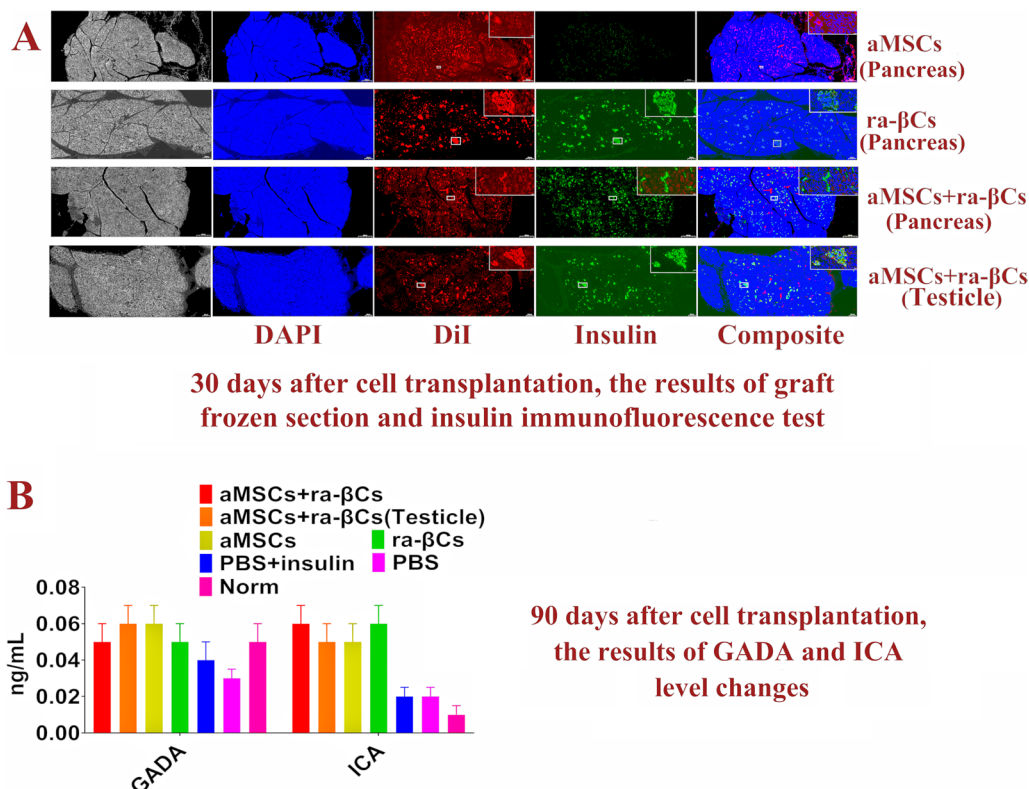 A
aMSCs
(Pancreas)
ra-βCs
(Pancreas)
aMSCs+ra-βCs
(Pancreas)
aMSCs+ra-βCs
(Testicle)
DAPI DiI Insulin Composite
30 days after cell transplantation, the results of graft
frozen section and insulin immunofluorescence test
B
aMSCs+ra-βCs
aMSCs+ra-βCs(Testicle)
aMSCs ra-βCs
PBS+insulin PBS
Norm
ng/mL
0.08
0.06
0.04
0.02
0.00
GADA ICA
90 days after cell transplantation,
the results of GADA and ICA
level changes